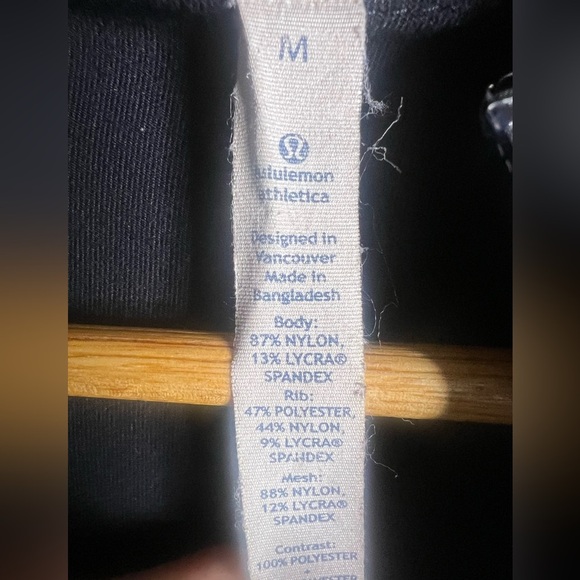 M
lululemon
athletica
Designed in
Vancouver
Made in
Bangladesh
Body:
87% NYLON,
13% LYCRA®
SPANDEX
Rib:
47% POLYESTER,
44% NYLON,
9% LYCRA®
SPANDEX
Mesh:
88% NYLON,
12% LYCRA®
SPANDEX
Contrast:
100% POLYESTER
POLYESTER